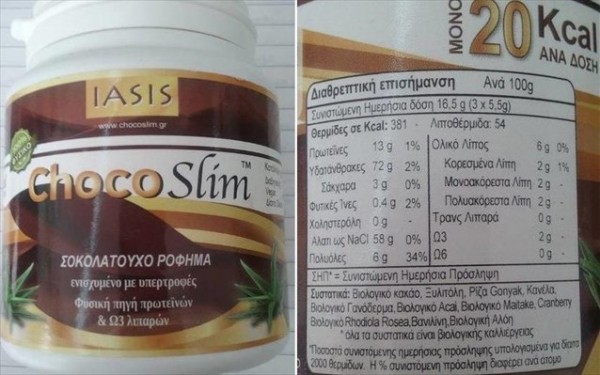 IASIS
www.chocoslim.gr
Choco Slim™
ΣΟΚΟΛΑΤΟΥΧΟ ΡΟΦΗΜΑ
ενισχυμένο με υπερτροφές
Φυσική πηγή πρωτεϊνών
& Ω3 λιπαρών
ΜΟΝΟ 20 Kcal
ΑΝΑ ΔΟΣΗ
Διαθρεπτική επισήμανση Ανά 100g
Συνιστώμενη Ημερήσια δόση 16,5 g (3 x 5,5g)
Θερμίδες σε Kcal: 381 - Λιποθέρμιδα: 54
Πρωτεΐνες 13 g 1%
Υδατάνθρακες 72 g 2%
Σάκχαρα 3 g 0%
Φυτικές Ίνες 0,4 g 2%
Χοληστερόλη 0 g -
Αλάτι ως NaCl 58 g 0%
Πολυόλες 6 g 34%
Ολικό Λίπος 6 g 0%
Κορεσμένα Λίπη 2 g 1%
Μονοακόρεστα Λίπη 2 g -
Πολυακόρεστα Λίπη 2 g -
Τρανς Λιπαρά 0 g -
Ω3 2 g -
Ω6 0 g -
ΣΗΠ* = Συνιστώμενη Ημερήσια Πρόσληψη
Συστατικά: Βιολογικό κακάο, Ξυλιτόλη, Ρίζα Gonyak, Κανέλα,
Βιολογικό Γανόδερμα, Βιολογικό Acai, Βιολογικό Maitake, Cranberry
Βιολογικό Rhodiola Rosea, Βανιλίνη, Βιολογική Αλόη
* όλα τα συστατικά είναι βιολογικής καλλιέργειας
*Ποσοστά συνιστώμενης ημερήσιας πρόσληψης υπολογισμένα για δίαιτα
2000 θερμίδων. Η % συνιστώμενη πρόσληψη διαφέρει ανά άτομο